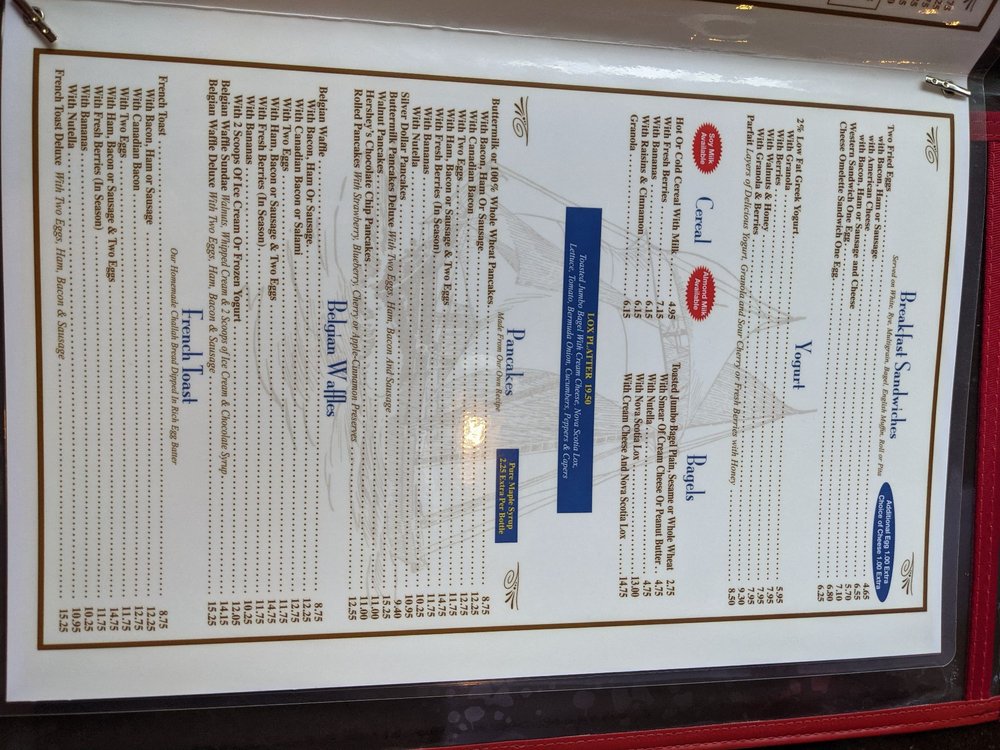 Breakfast Sandwiches
Served on White, Rye, Multigrain, Bagel, English Muffin, Roll or Pita
Additional Egg 1.00 Extra
Choice of Cheese 1.00 Extra
Two Fried Eggs 4.65
with Bacon, Ham or Sausage 6.55
with American Cheese 5.70
with Bacon, Ham or Sausage and Cheese 7.10
Western Sandwich One Egg 6.80
Cheese Omelette Sandwich One Egg 6.25
Yogurt
2% Low Fat Greek Yogurt 5.95
With Granola 7.95
With Berries 7.95
With Walnuts & Honey 7.95
With Granola & Berries 9.30
Parfait Layers of Delicious Yogurt, Granola and Sour Cherry or Fresh Berries with Honey 8.50
Soy Milk
Available
Cereal
Almond Milk
Available
Hot Or Cold Cereal With Milk 4.95
With Fresh Berries 6.15
With Bananas 6.15
With Raisins & Cinnamon 6.15
Granola 6.15
Bagels
Toasted Jumbo Bagel Plain, Sesame or Whole Wheat 2.75
With Smear Of Cream Cheese Or Peanut Butter 4.75
With Nutella 4.75
With Nova Scotia Lox 13.00
With Cream Cheese And Nova Scotia Lox 14.75
LOX PLATTER 19.50
Toasted Jumbo Bagel With Cream Cheese, Nova Scotia Lox,
Lettuce, Tomato, Bermuda Onion, Cucumbers, Peppers & Capers
Pancakes
Made From Our Own Recipe
Pure Maple Syrup
2.25 Extra Per Bottle
Buttermilk or 100% Whole Wheat Pancakes 8.75
With Bacon, Ham Or Sausage 12.25
With Canadian Bacon 12.75
With Two Eggs 11.75
With Ham, Bacon or Sausage & Two Eggs 14.75
With Fresh Berries (In Season) 11.75
With Bananas 10.25
With Nutella 10.95
Silver Dollar Pancakes 9.40
Buttermilk Pancakes Deluxe With Two Eggs, Ham, Bacon And Sausage 15.25
Walnut Pancakes 11.00
Hershey's Chocolate Chip Pancakes 11.00
Rolled Pancakes With Strawberry, Blueberry, Cherry or Apple-Cinnamon Preserves 12.55
Belgian Waffles
Belgian Waffle 8.75
With Bacon, Ham Or Sausage 12.25
With Canadian Bacon or Salami 12.75
With Two Eggs 11.75
With Ham, Bacon or Sausage & Two Eggs 14.75
With Fresh Berries (In Season) 11.75
With Bananas 10.25
With 2 Scoops Of Ice Cream Or Frozen Yogurt 12.05
Belgian Waffle Sundae Walnuts, Whipped Cream & 2 Scoops of Ice Cream & Chocolate Syrup 14.15
Belgian Waffle Deluxe With Two Eggs, Ham, Bacon & Sausage 15.25
French Toast
Our Homemade Challah Bread Dipped In Rich Egg Batter
French Toast 8.75
With Bacon, Ham or Sausage 12.25
With Canadian Bacon 12.75
With Two Eggs 11.75
With Ham, Bacon or Sausage & Two Eggs 14.75
With Fresh Berries (In Season) 11.75
With Bananas 10.25
With Nutella 10.95
French Toast Deluxe With Two Eggs, Ham, Bacon & Sausage 15.25